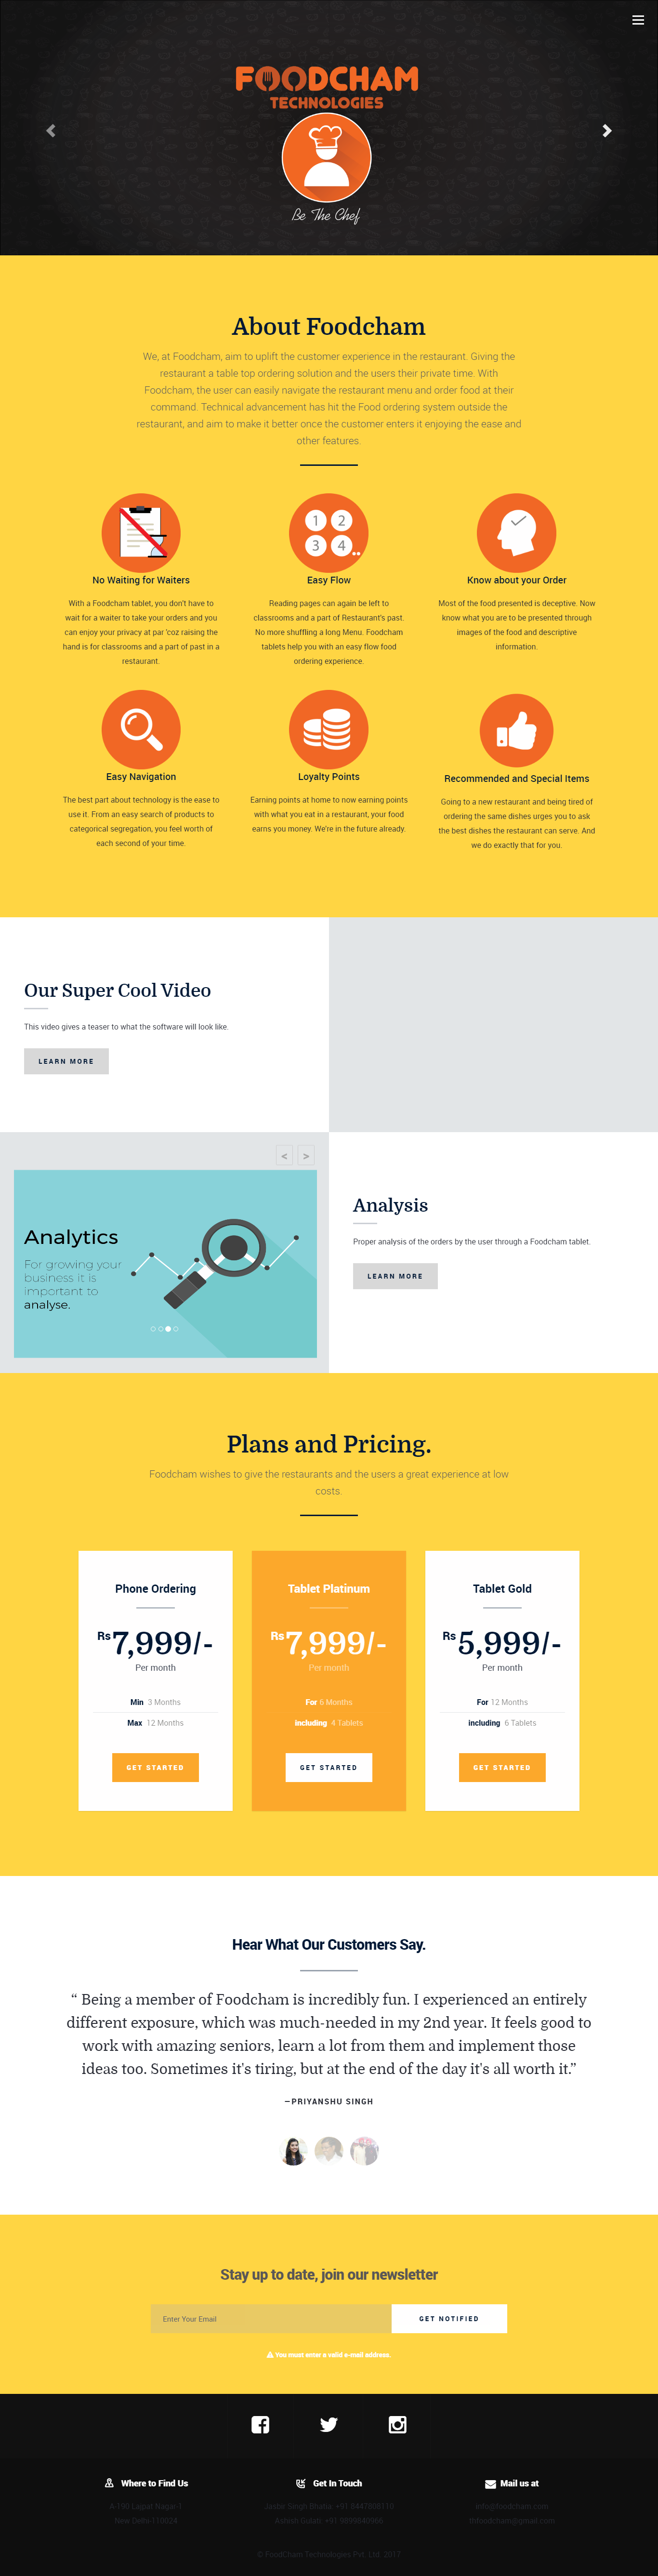 FOODCHAM
TECHNOLOGIES
Be The Chef
About Foodcham
We, at Foodcham, aim to uplift the customer experience in the restaurant. Giving the
restaurant a table top ordering solution and the users their private time. With
Foodcham, the user can easily navigate the restaurant menu and order food at their
command. Technical advancement has hit the Food ordering system outside the
restaurant, and aim to make it better once the customer enters it enjoying the ease and
other features.
1 2
3 4
No Waiting for Waiters
With a Foodcham tablet, you don't have to
wait for a waiter to take your orders and you
can enjoy your privacy at par 'coz raising the
hand is for classrooms and a part of past in a
restaurant.
Easy Flow
Reading pages can again be left to
classrooms and a part of Restaurant's past.
No more shuffling a long Menu. Foodcham
tablets help you with an easy flow food
ordering experience.
Know about your Order
Most of the food presented is deceptive. Now
know what you are to be presented through
images of the food and descriptive
information.
Easy Navigation
The best part about technology is the ease to
use it. From an easy search of products to
categorical segregation, you feel worth of
each second of your time.
Loyalty Points
Earning points at home to now earning points
with what you eat in a restaurant, your food
earns you money. We're in the future already.
Recommended and Special Items
Going to a new restaurant and being tired of
ordering the same dishes urges you to ask
the best dishes the restaurant can serve. And
we do exactly that for you.
Our Super Cool Video
This video gives a teaser to what the software will look like.
LEARN MORE
< >
Analytics
For growing your
business it is
important to
analyse.
Analysis
Proper analysis of the orders by the user through a Foodcham tablet.
LEARN MORE
Plans and Pricing.
Foodcham wishes to give the restaurants and the users a great experience at low
costs.
Phone Ordering
Rs7,999/-
Per month
Min 3 Months
Max 12 Months
GET STARTED
Tablet Platinum
Rs7,999/-
Per month
For 6 Months
including 4 Tablets
GET STARTED
Tablet Gold
Rs5,999/-
Per month
For 12 Months
including 6 Tablets
GET STARTED
Hear What Our Customers Say.
“ Being a member of Foodcham is incredibly fun. I experienced an entirely
different exposure, which was much-needed in my 2nd year. It feels good to
work with amazing seniors, learn a lot from them and implement those
ideas too. Sometimes it's tiring, but at the end of the day it's all worth it.”
—PRIYANSHU SINGH
Stay up to date, join our newsletter
Enter Your Email
GET NOTIFIED
You must enter a valid e-mail address.
Where to Find Us
A-190 Lajpat Nagar-1
New Delhi-110024
Get In Touch
Mail us at
info@foodcham.com
thfoodcham@gmail.com
© FoodCham Technologies Pvt. Ltd. 2017